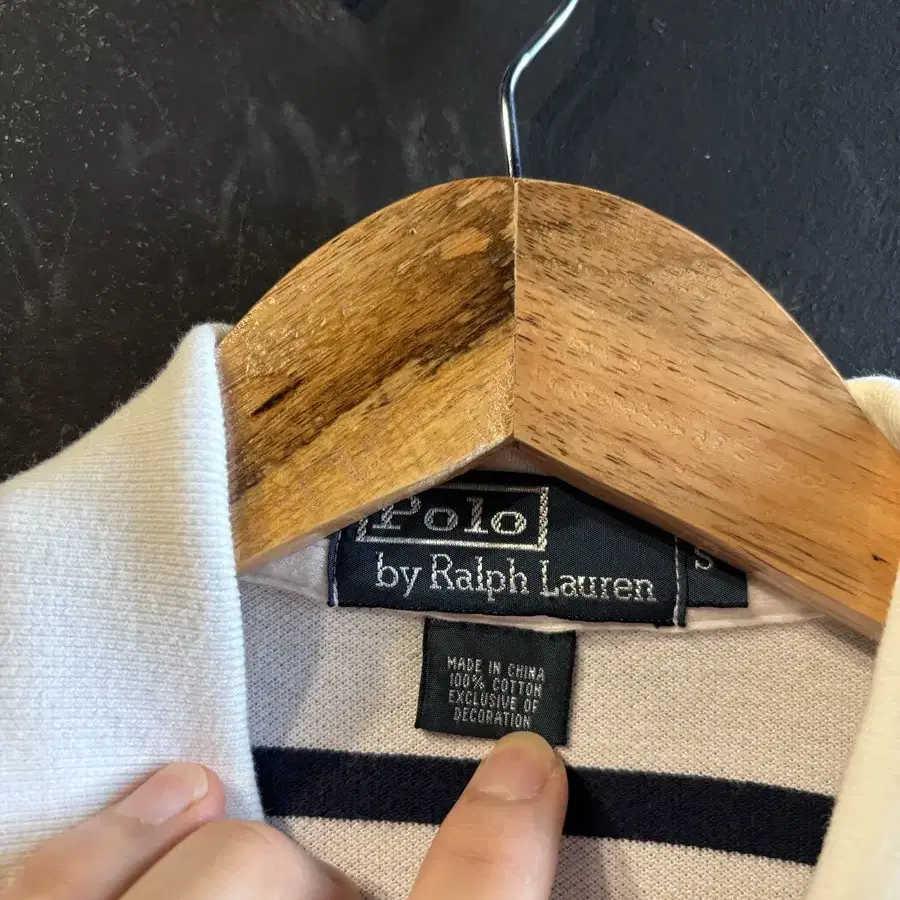 Polo
by Ralph Lauren
S
MADE IN CHINA
100% COTTON
EXCLUSIVE OF
DECORATION